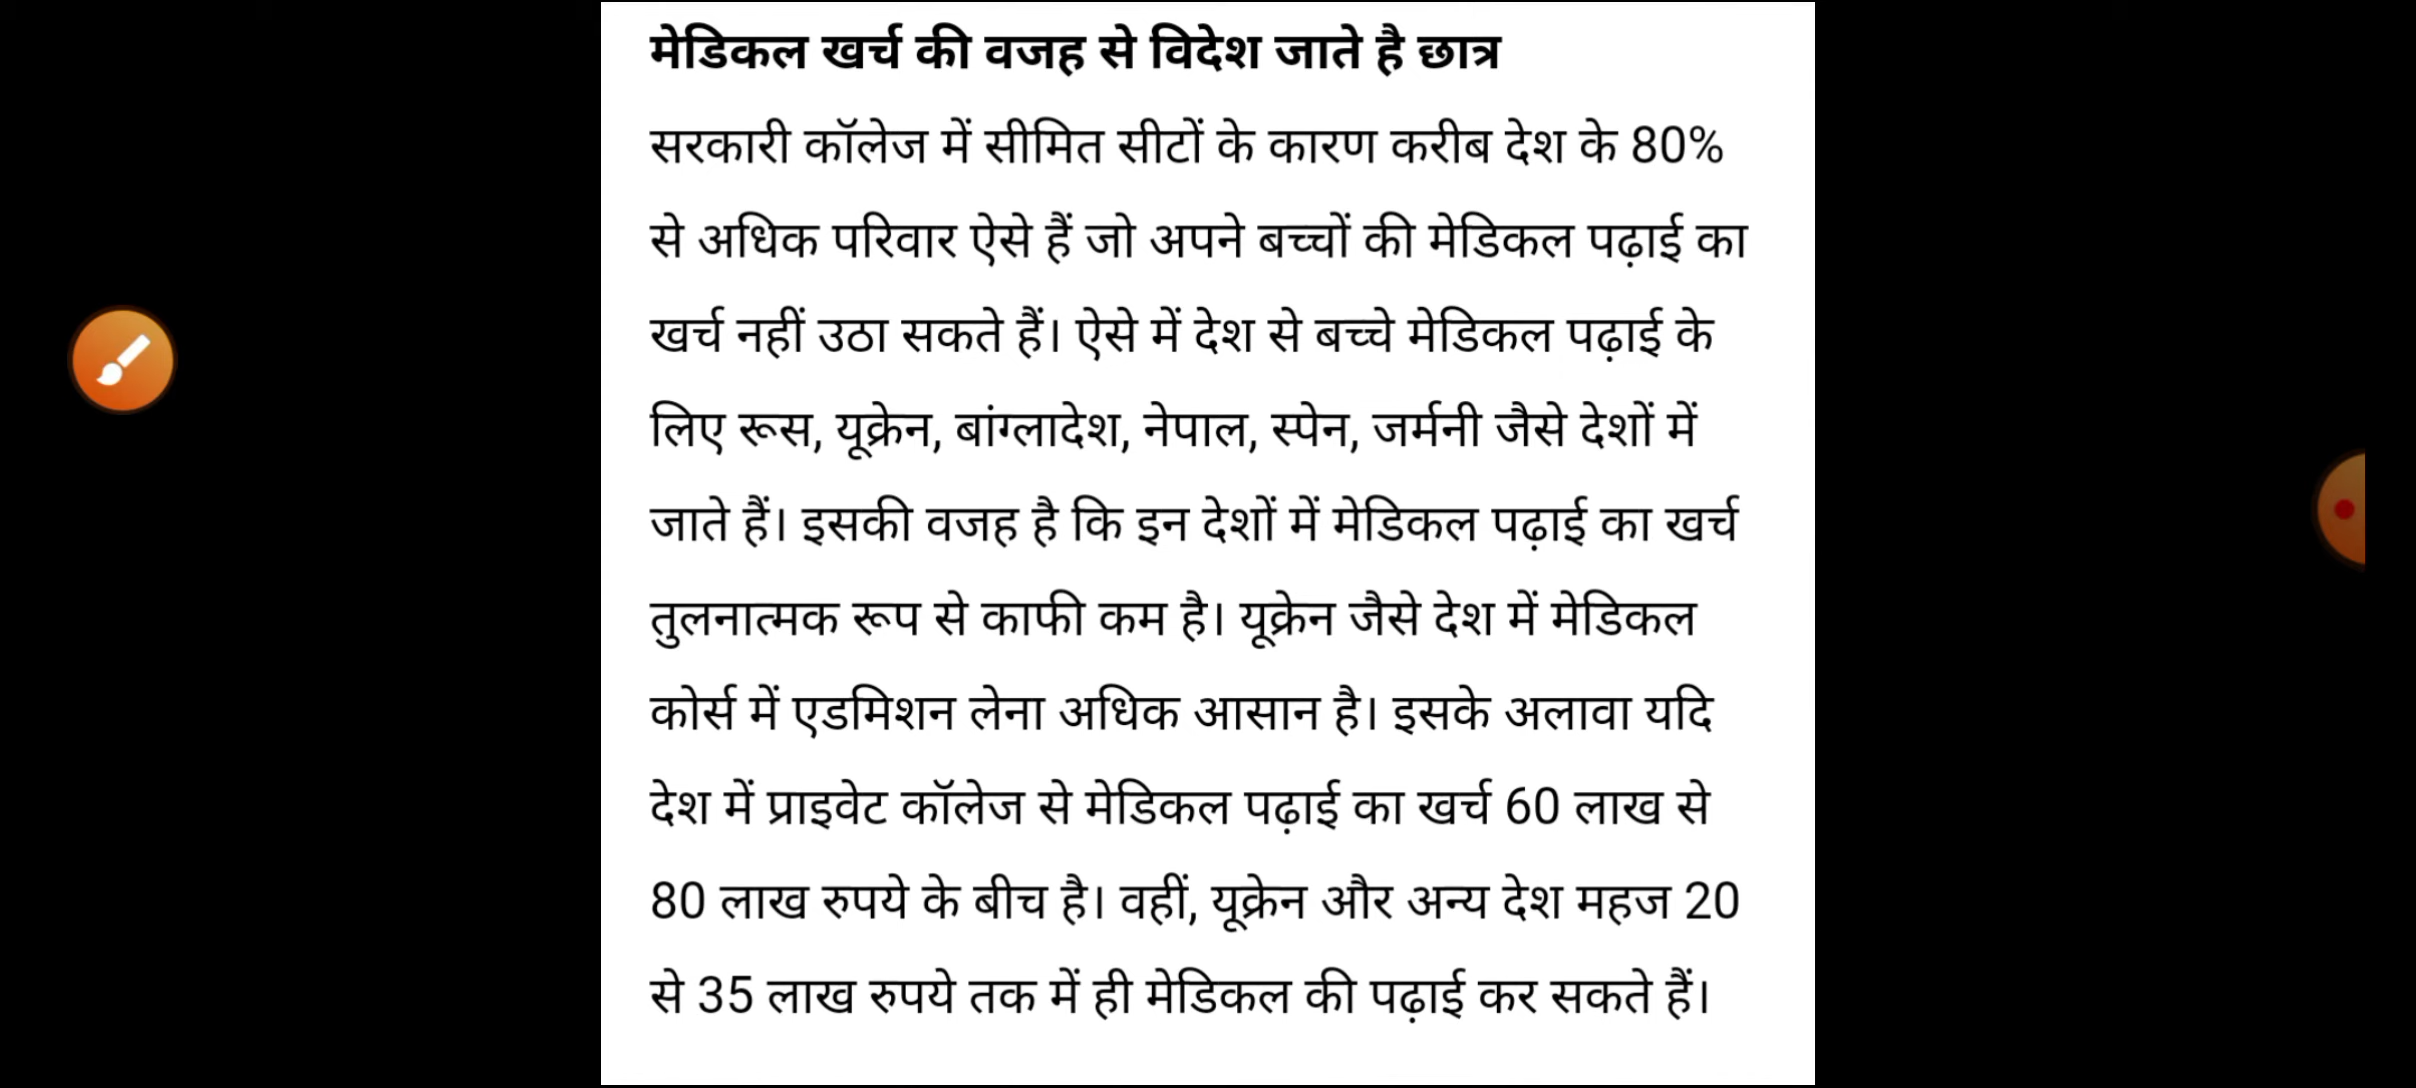 मेडिकल खर्च की वजह से विदेश जाते है छात्र
सरकारी कॉलेज में सीमित सीटों के कारण करीब देश के 80%
से अधिक परिवार ऐसे हैं जो अपने बच्चों की मेडिकल पढ़ाई का
खर्च नहीं उठा सकते हैं। ऐसे में देश से बच्चे मेडिकल पढ़ाई के
लिए रूस, यूक्रेन, बांग्लादेश, नेपाल, स्पेन, जर्मनी जैसे देशों में
जाते हैं। इसकी वजह है कि इन देशों में मेडिकल पढ़ाई का खर्च
तुलनात्मक रूप से काफी कम है। यूक्रेन जैसे देश में मेडिकल
कोर्स में एडमिशन लेना अधिक आसान है। इसके अलावा यदि
देश में प्राइवेट कॉलेज से मेडिकल पढ़ाई का खर्च 60 लाख से
80 लाख रुपये के बीच है। वहीं, यूक्रेन और अन्य देश महज 20
से 35 लाख रुपये तक में ही मेडिकल की पढ़ाई कर सकते हैं।